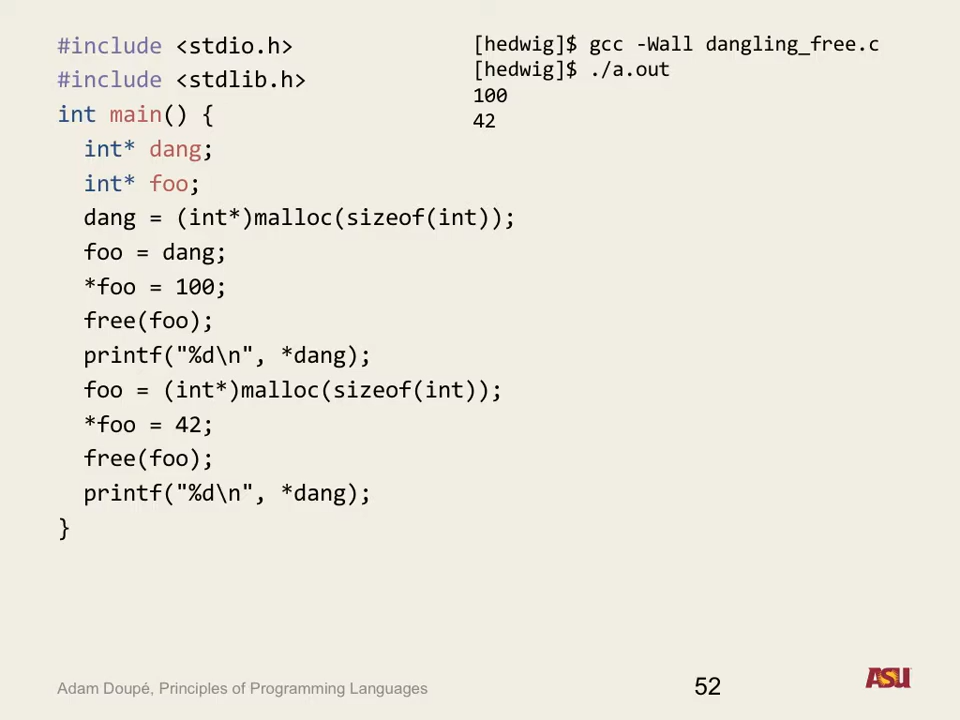 #include <stdio.h>
#include <stdlib.h>
int main() {
  int* dang;
  int* foo;
  dang = (int*)malloc(sizeof(int));
  foo = dang;
  *foo = 100;
  free(foo);
  printf("%d\n", *dang);
  foo = (int*)malloc(sizeof(int));
  *foo = 42;
  free(foo);
  printf("%d\n", *dang);
}
[hedwig]$ gcc -Wall dangling_free.c
[hedwig]$ ./a.out
100
42
Adam Doupé, Principles of Programming Languages
52
ASU